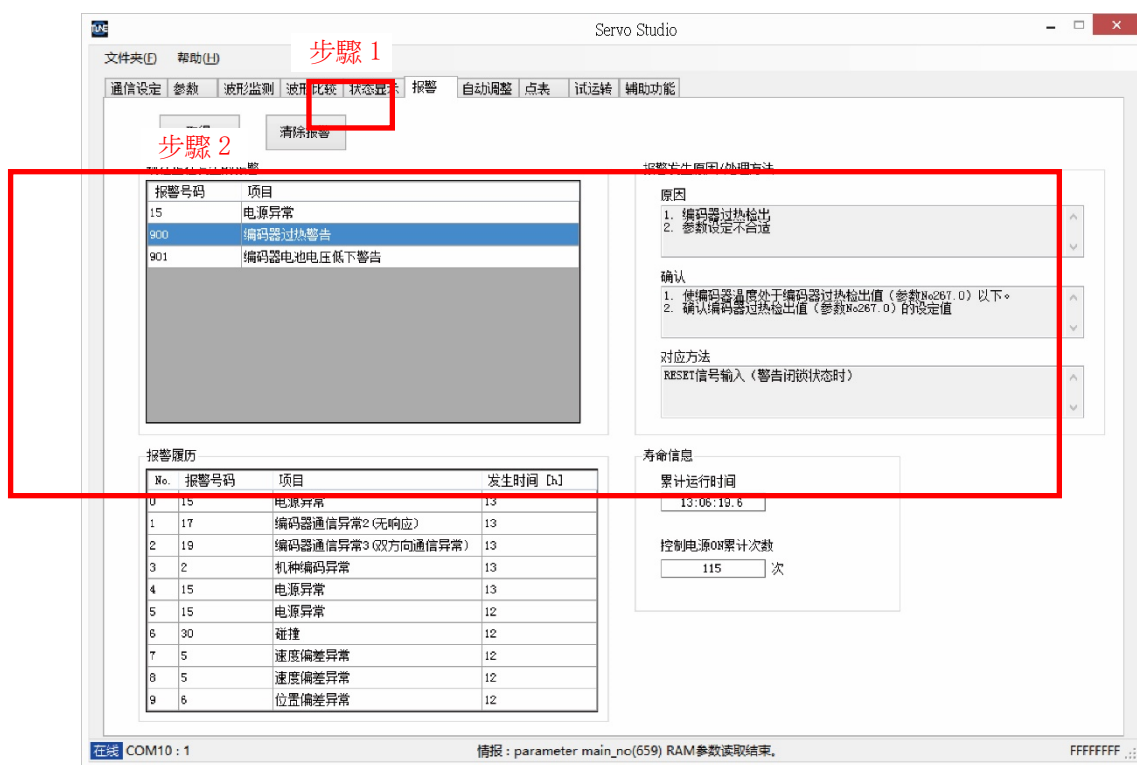 TUNE
Servo Studio
文件夹(F) 帮助(H)
步驟 1
通信设定 参数 波形监测 波形比较 状态显示 报警 自动调整 点表 试运转 辅助功能
清除报警
步驟 2
报警发生原因/处理方法
报警号码 项目
15 电源异常
900 编码器过热警告
901 编码器电池电压低下警告
原因
1. 编码器过热检出
2. 参数设定不合适
确认
1. 使编码器温度处于编码器过热检出值（参数No267.0）以下。
2. 确认编码器过热检出值（参数No267.0）的设定值
对应方法
RESET信号输入（警告闭锁状态时）
报警履历
No. 报警号码 项目 发生时间 [h]
0 15 电源异常 13
1 17 编码器通信异常2(无响应) 13
2 19 编码器通信异常3(双方向通信异常) 13
3 2 机种编码异常 13
4 15 电源异常 13
5 15 电源异常 12
6 30 碰撞 12
7 5 速度偏差异常 12
8 5 速度偏差异常 12
9 6 位置偏差异常 12
寿命信息
累计运行时间
13:06:19.6
控制电源ON累计次数
115 次
在线 COM10 : 1 情报 : parameter main_no(659) RAM参数读取结束。 FFFFFFFF